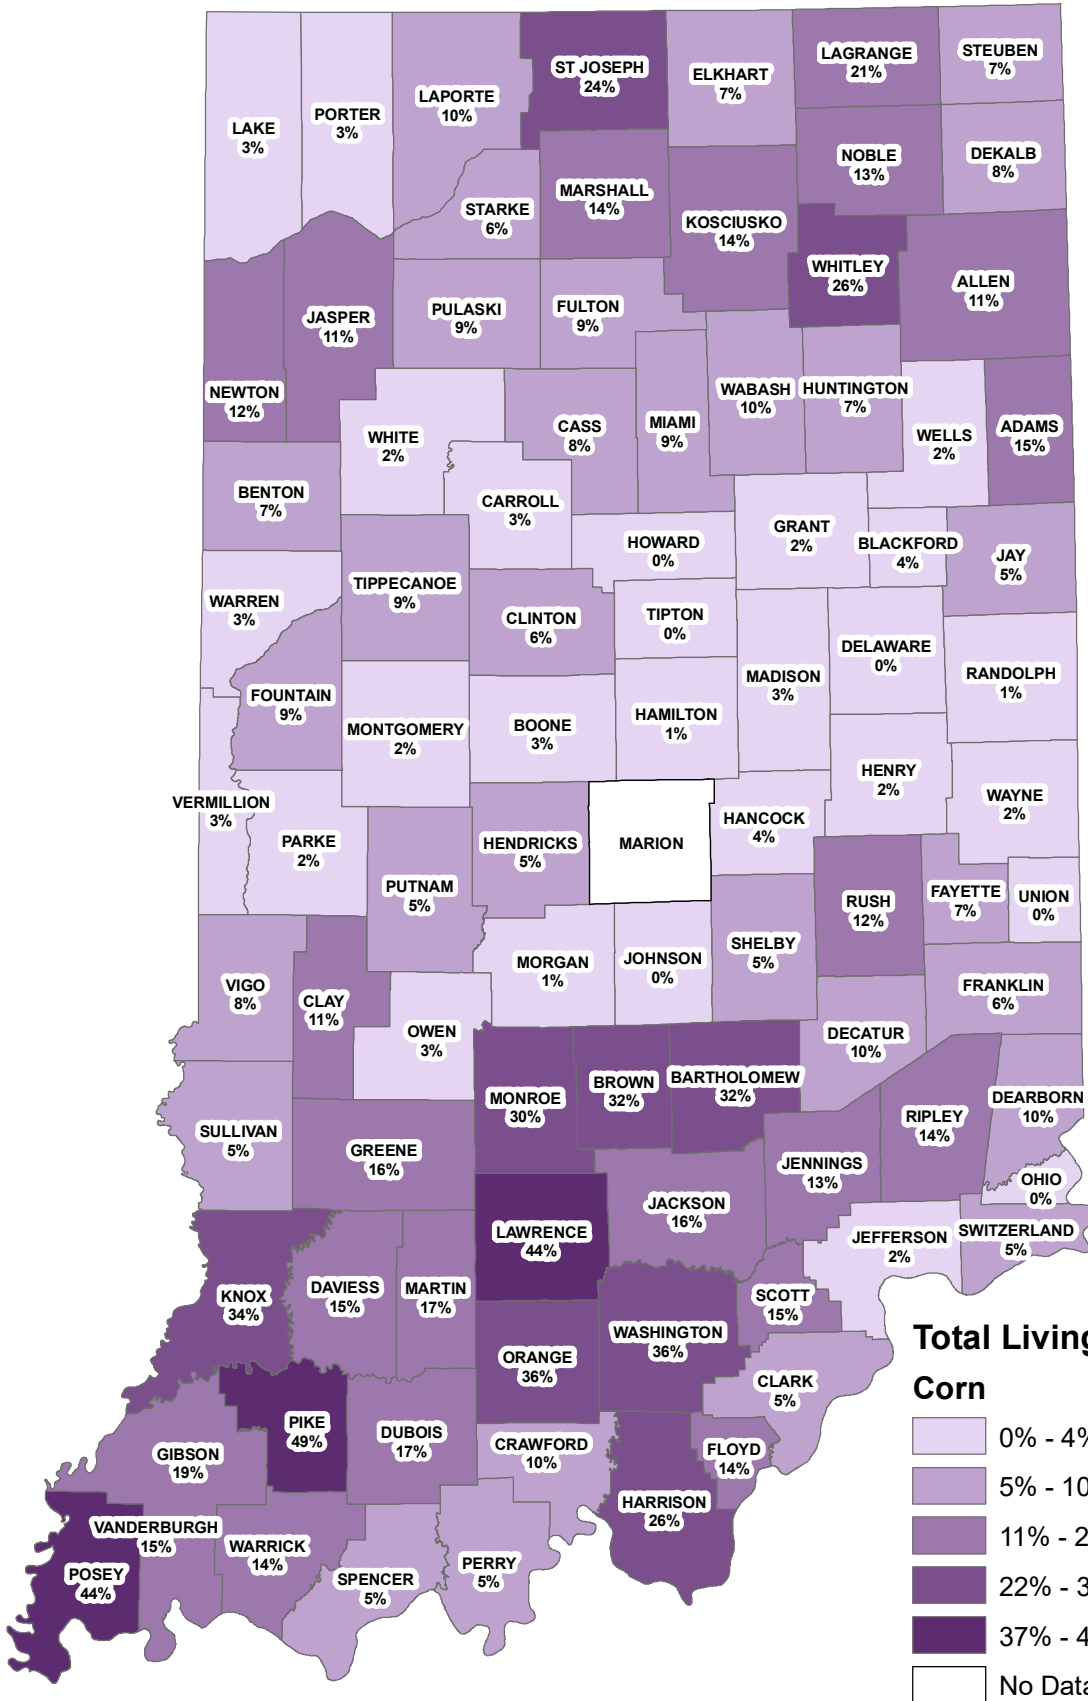 ST JOSEPH
24%
LAGRANGE
21%
STEUBEN
7%
ELKHART
7%
LAPORTE
10%
PORTER
3%
LAKE
3%
NOBLE
13%
DEKALB
8%
MARSHALL
14%
STARKE
6%
KOSCIUSKO
14%
WHITLEY
26%
ALLEN
11%
JASPER
11%
PULASKI
9%
FULTON
9%
NEWTON
12%
WABASH
10%
HUNTINGTON
7%
WHITE
2%
CASS
8%
MIAMI
9%
WELLS
2%
ADAMS
15%
BENTON
7%
CARROLL
3%
GRANT
2%
HOWARD
0%
BLACKFORD
4%
JAY
5%
TIPPECANOE
9%
WARREN
3%
CLINTON
6%
TIPTON
0%
DELAWARE
0%
MADISON
3%
RANDOLPH
1%
FOUNTAIN
9%
MONTGOMERY
2%
BOONE
3%
HAMILTON
1%
HENRY
2%
VERMILLION
3%
WAYNE
2%
PARKE
2%
HENDRICKS
5%
MARION
HANCOCK
4%
PUTNAM
5%
RUSH
12%
FAYETTE
7%
UNION
0%
VIGO
8%
CLAY
11%
MORGAN
1%
JOHNSON
0%
SHELBY
5%
FRANKLIN
6%
OWEN
3%
DECATUR
10%
MONROE
30%
BROWN
32%
BARTHOLOMEW
32%
DEARBORN
10%
RIPLEY
14%
SULLIVAN
5%
GREENE
16%
JENNINGS
13%
OHIO
0%
JACKSON
16%
LAWRENCE
44%
JEFFERSON
2%
SWITZERLAND
5%
KNOX
34%
DAVIESS
15%
MARTIN
17%
SCOTT
15%
WASHINGTON
36%
ORANGE
36%
CLARK
5%
PIKE
49%
DUBOIS
17%
CRAWFORD
10%
FLOYD
14%
GIBSON
19%
HARRISON
26%
VANDERBURGH
15%
WARRICK
14%
POSEY
44%
SPENCER
5%
PERRY
5%
Total Living
Corn
0% - 4%
5% - 10
11% - 2
22% - 3
37% - 4
No Data